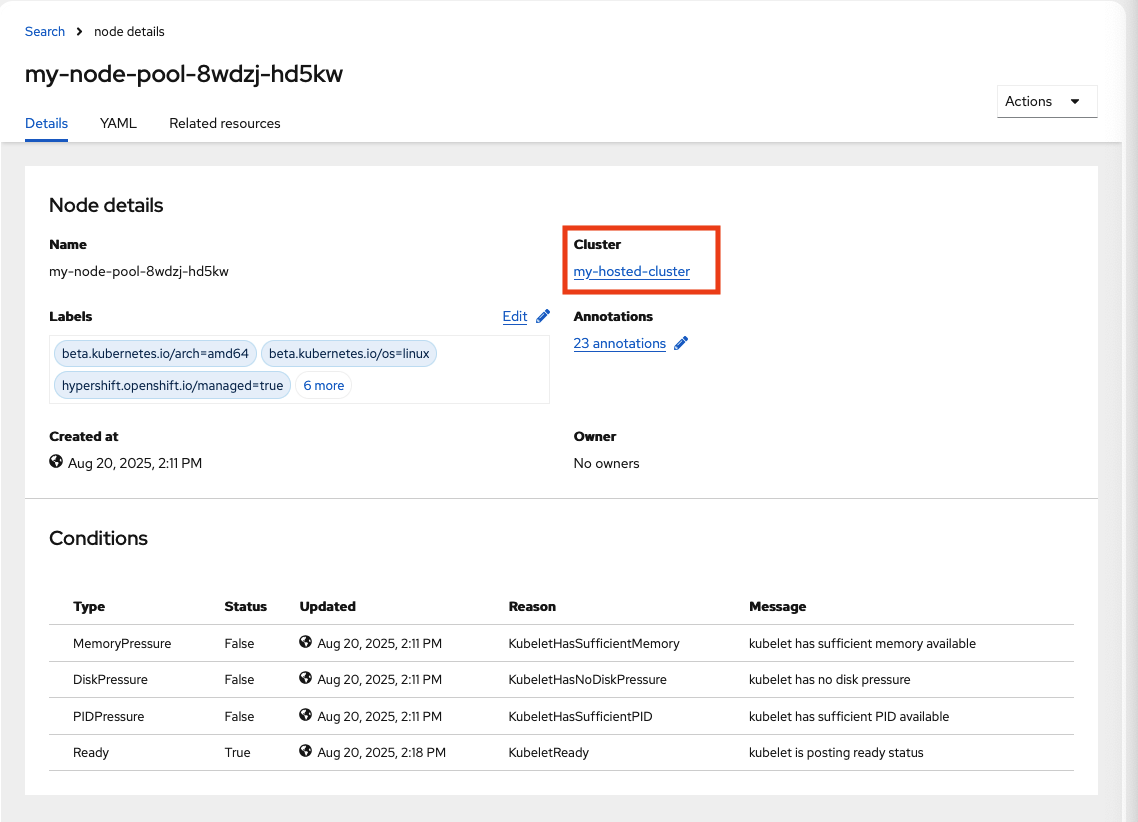 Search > node details
my-node-pool-8wdzj-hd5kw
Actions
Details YAML Related resources
Node details
Name
my-node-pool-8wdzj-hd5kw
Cluster
my-hosted-cluster
Labels Edit
beta.kubernetes.io/arch=amd64 beta.kubernetes.io/os=linux
hypershift.openshift.io/managed=true 6 more
Annotations
23 annotations
Created at
Aug 20, 2025, 2:11 PM
Owner
No owners
Conditions
Type Status Updated Reason Message
MemoryPressure False Aug 20, 2025, 2:11 PM KubeletHasSufficientMemory kubelet has sufficient memory available
DiskPressure False Aug 20, 2025, 2:11 PM KubeletHasNoDiskPressure kubelet has no disk pressure
PIDPressure False Aug 20, 2025, 2:11 PM KubeletHasSufficientPID kubelet has sufficient PID available
Ready True Aug 20, 2025, 2:18 PM KubeletReady kubelet is posting ready status